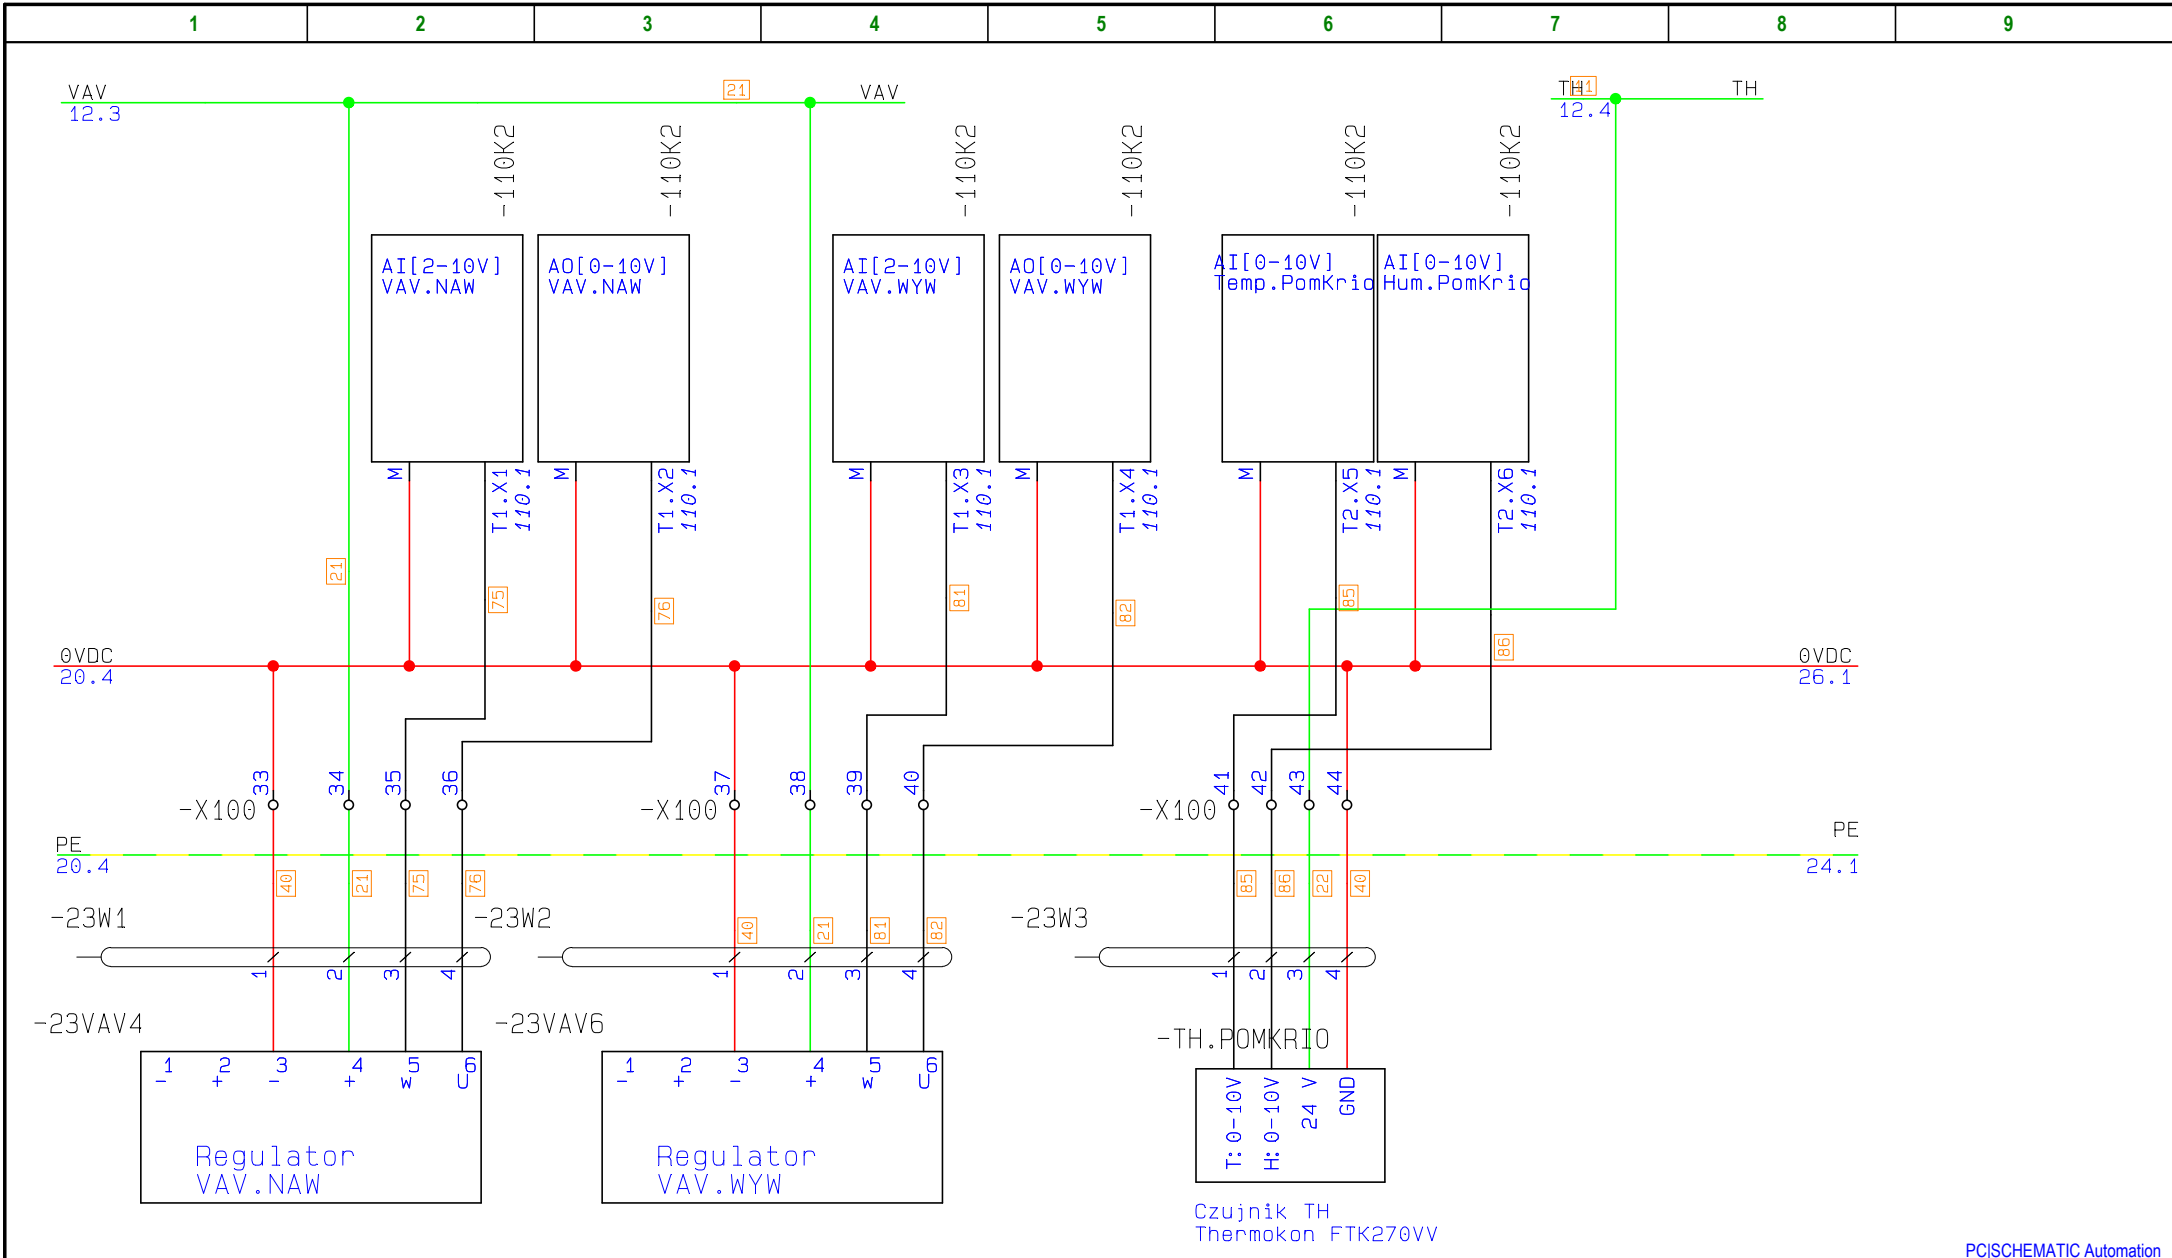 1 2 3 4 5 6 7 8 9
VAV 21 VAV TH TH
12.3 12.4
-110K2 -110K2 -110K2 -110K2 -110K2 -110K2
AI[2-10V]
VAV.NAW
AO[0-10V]
VAV.NAW
AI[2-10V]
VAV.WYW
AO[0-10V]
VAV.WYW
AI[0-10V]
Temp.PomKrio
AI[0-10V]
Hum.PomKrio
M T1.X1 110.1
M T1.X2 110.1
M T1.X3 110.1
M T1.X4 110.1
M T2.X5 110.1
M T2.X6 110.1
21 75 76 81 82 85 86
0VDC 0VDC
20.4 26.1
-X100 33 34 35 36
-X100 37 38 39 40
-X100 41 42 43 44
PE PE
20.4 24.1
40 21 75 76
40 21 81 82
85 86 22 40
-23W1 -23W2 -23W3
1 2 3 4
1 2 3 4
1 2 3 4
-23VAV4 -23VAV6 -TH.POMKRIO
1 2 3 4 5 6
- + - + W U
1 2 3 4 5 6
- + - + W U
T: 0-10V
H: 0-10V
24 V
GND
Regulator
VAV.NAW
Regulator
VAV.WYW
Czujnik TH
Thermokon FTK270VV
PC|SCHEMATIC Automation